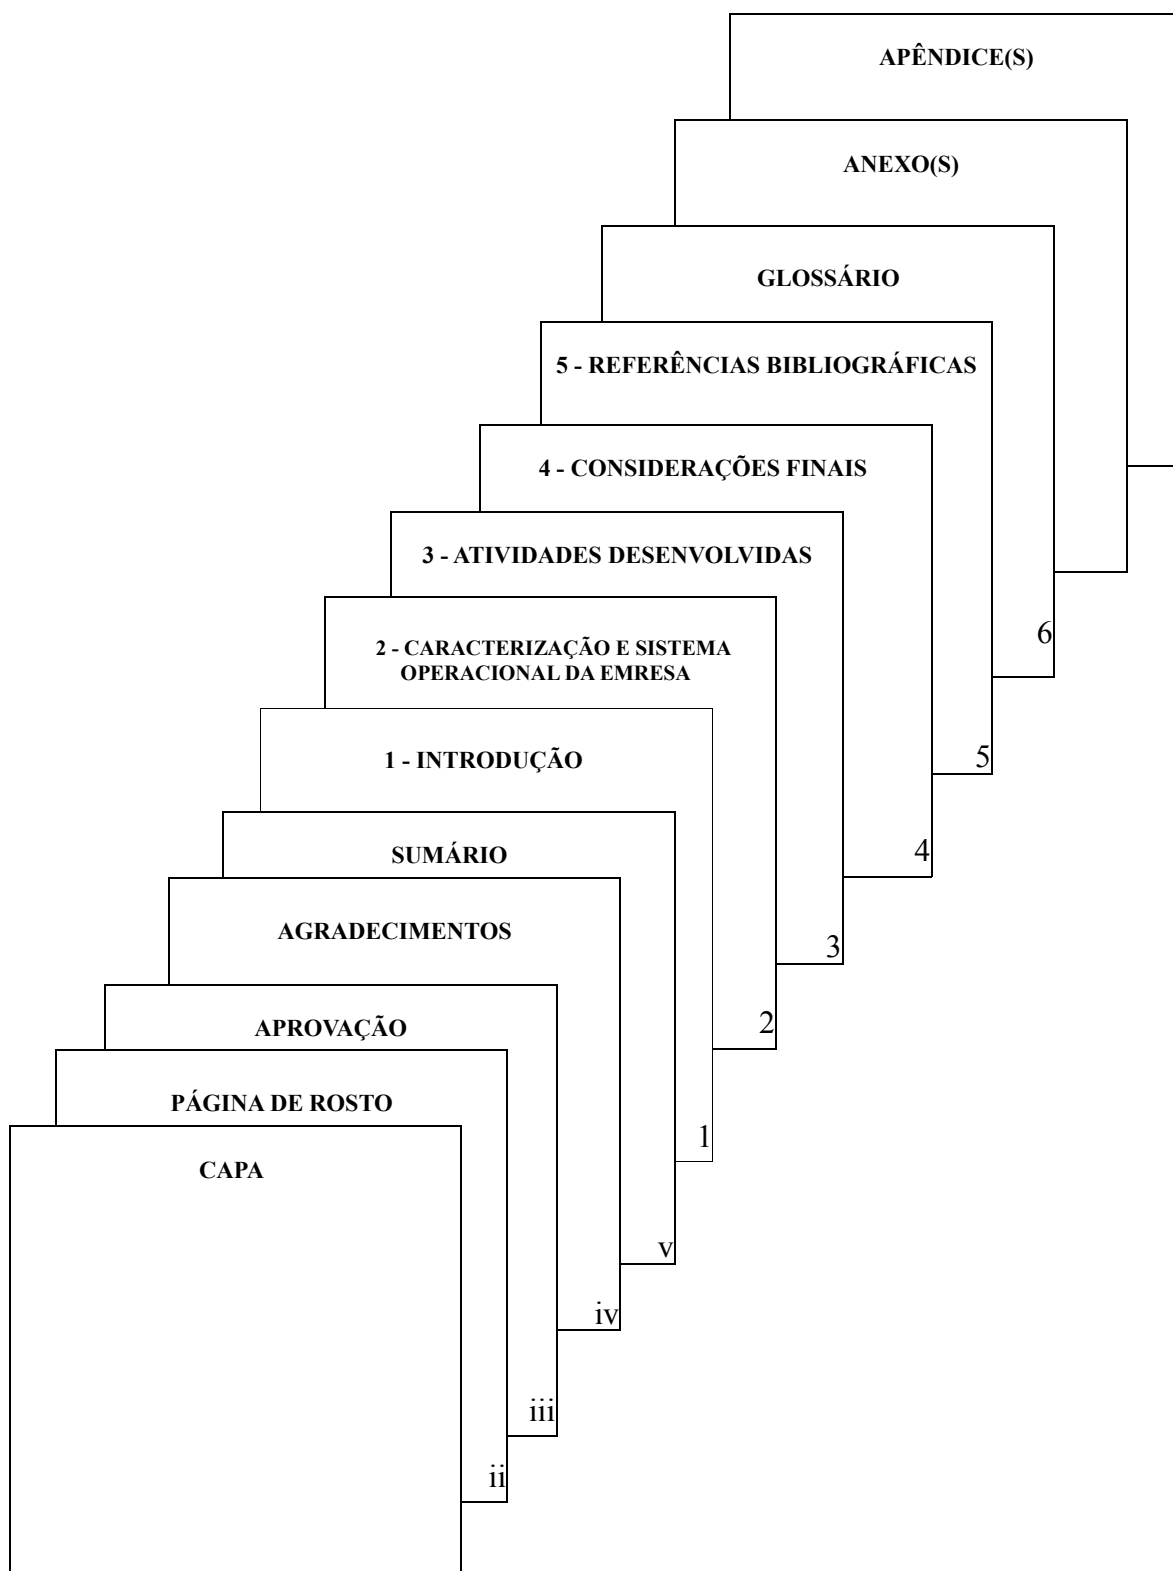 APÊNDICE(S)
ANEXO(S)
GLOSSÁRIO
5 - REFERÊNCIAS BIBLIOGRÁFICAS
4 - CONSIDERAÇÕES FINAIS
3 - ATIVIDADES DESENVOLVIDAS
2 - CARACTERIZAÇÃO E SISTEMA
OPERACIONAL DA EMRESA
6
1 - INTRODUÇÃO
5
SUMÁRIO
4
AGRADECIMENTOS
3
APROVAÇÃO
2
PÁGINA DE ROSTO
1
CAPA
v
iv
iii
ii